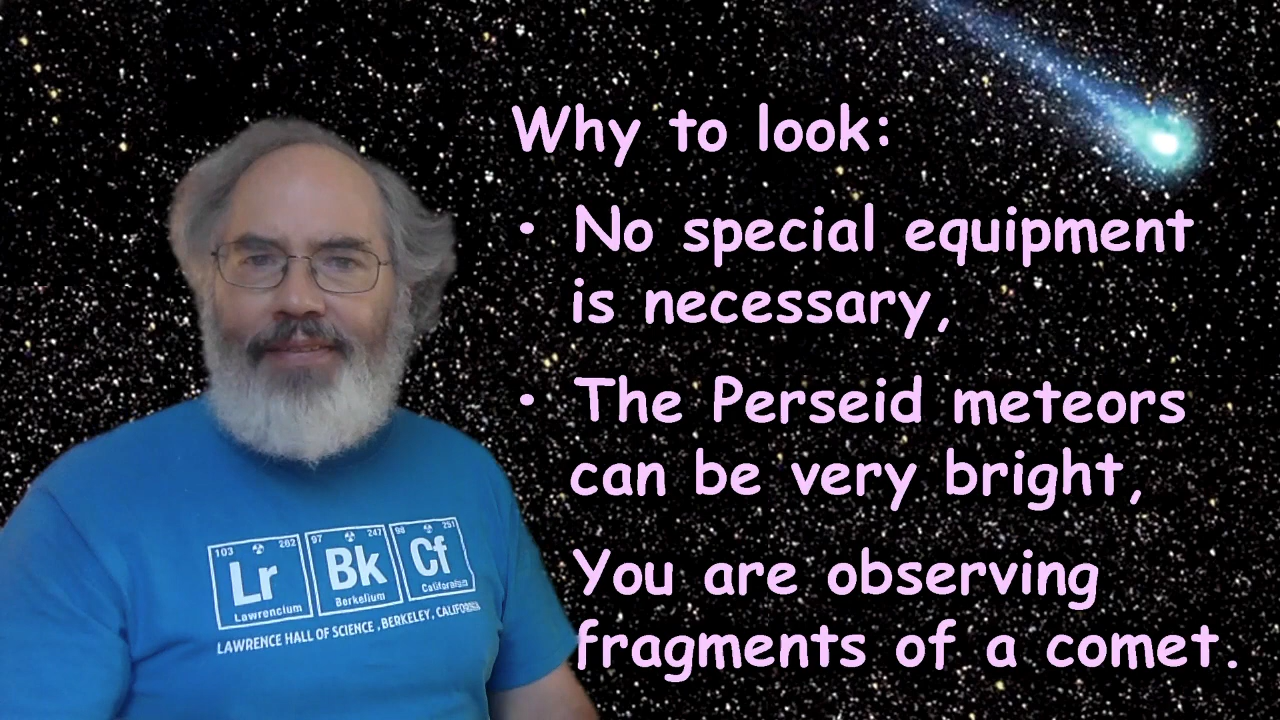 Why to look:
• No special equipment
is necessary,
• The Perseid meteors
can be very bright,
You are observing
fragments of a comet.
103 262 97 247 98 251
Lr Bk Cf
Lawrencium Berkelium Californium
LAWRENCE HALL OF SCIENCE, BERKELEY, CALIFORNIA